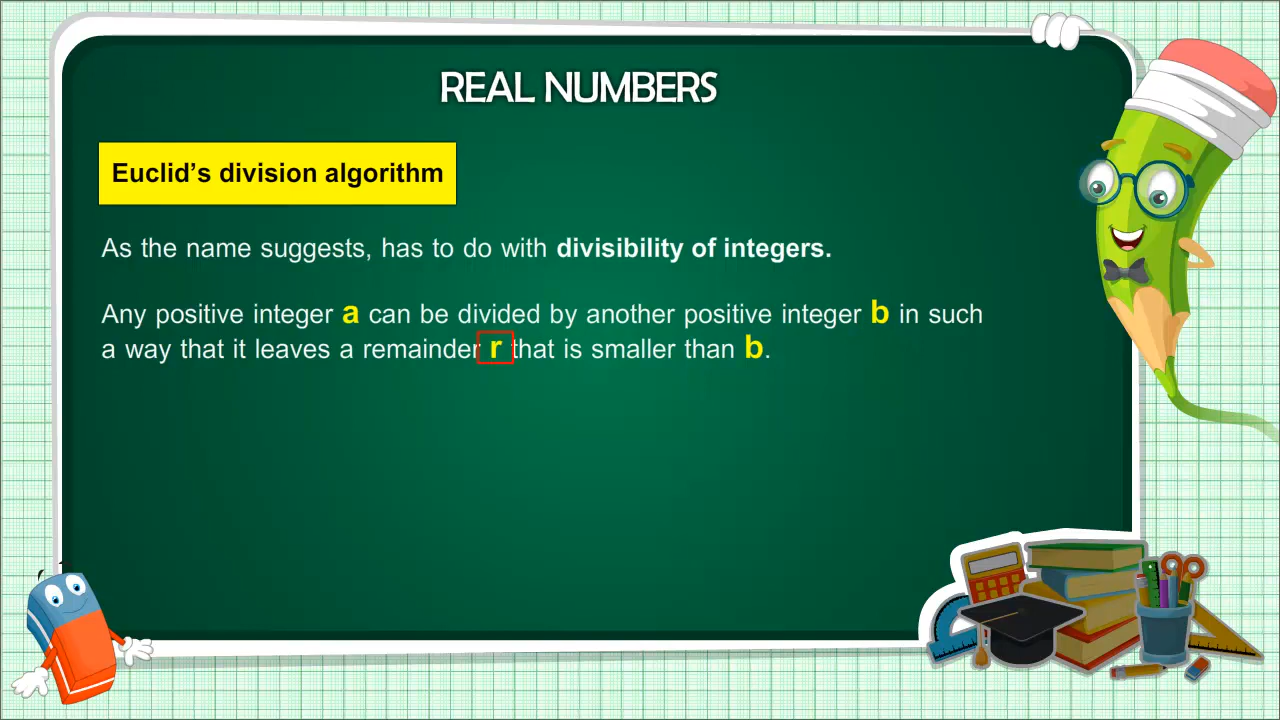 REAL NUMBERS
Euclid’s division algorithm
As the name suggests, has to do with divisibility of integers.
Any positive integer a can be divided by another positive integer b in such
a way that it leaves a remainder r that is smaller than b.